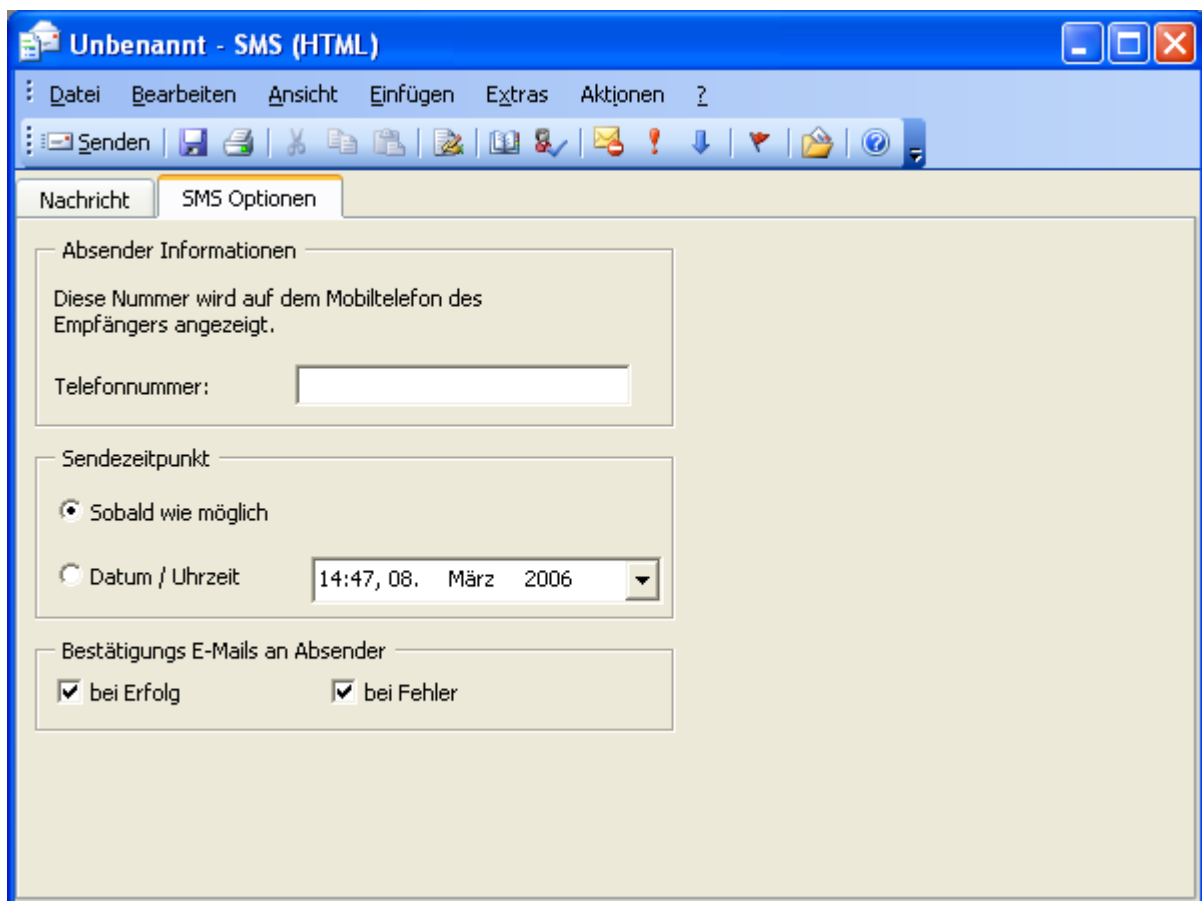 Unbenannt - SMS (HTML)
Datei Bearbeiten Ansicht Einfügen Extras Aktionen ?
Senden
Nachricht SMS Optionen
Absender Informationen
Diese Nummer wird auf dem Mobiltelefon des
Empfängers angezeigt.
Telefonnummer:
Sendezeitpunkt
Sobald wie möglich
Datum / Uhrzeit 14:47, 08. März 2006
Bestätigungs E-Mails an Absender
bei Erfolg bei Fehler